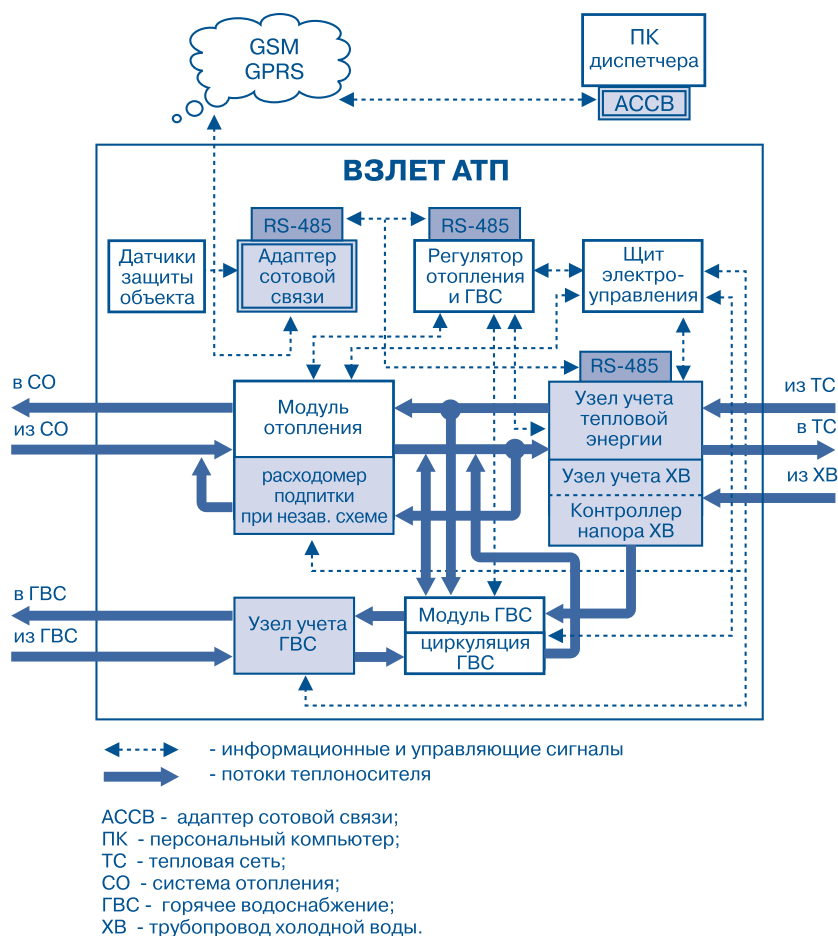 GSM
GPRS
ПК
диспетчера
АССВ
ВЗЛЕТ АТП
RS-485
RS-485
Датчики
защиты
объекта
Адаптер
сотовой
связи
Регулятор
отопления
и ГВС
Щит
электро-
управления
RS-485
в СО
из СО
Модуль
отопления
расходомер
подпитки
при незав. схеме
Узел учета
тепловой
энергии
Узел учета ХВ
Контроллер
напора ХВ
из ТС
в ТС
из ХВ
в ГВС
из ГВС
Узел учета
ГВС
Модуль ГВС
циркуляция
ГВС
- информационные и управляющие сигналы
- потоки теплоносителя
АССВ - адаптер сотовой связи;
ПК - персональный компьютер;
ТС - тепловая сеть;
СО - система отопления;
ГВС - горячее водоснабжение;
ХВ - трубопровод холодной воды.